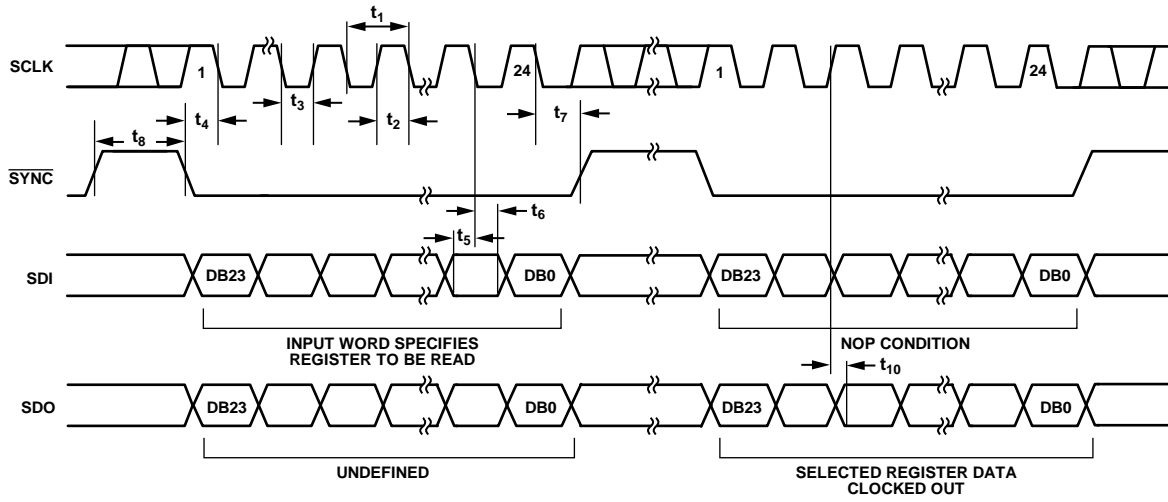 t1
SCLK
1
24
1
24
t3
t7
t4
t2
t8
SYNC
t6
t5
SDI
DB23
DB0
DB23
DB0
INPUT WORD SPECIFIES
REGISTER TO BE READ
NOP CONDITION
t10
SDO
DB23
DB0
DB23
DB0
UNDEFINED
SELECTED REGISTER DATA
CLOCKED OUT